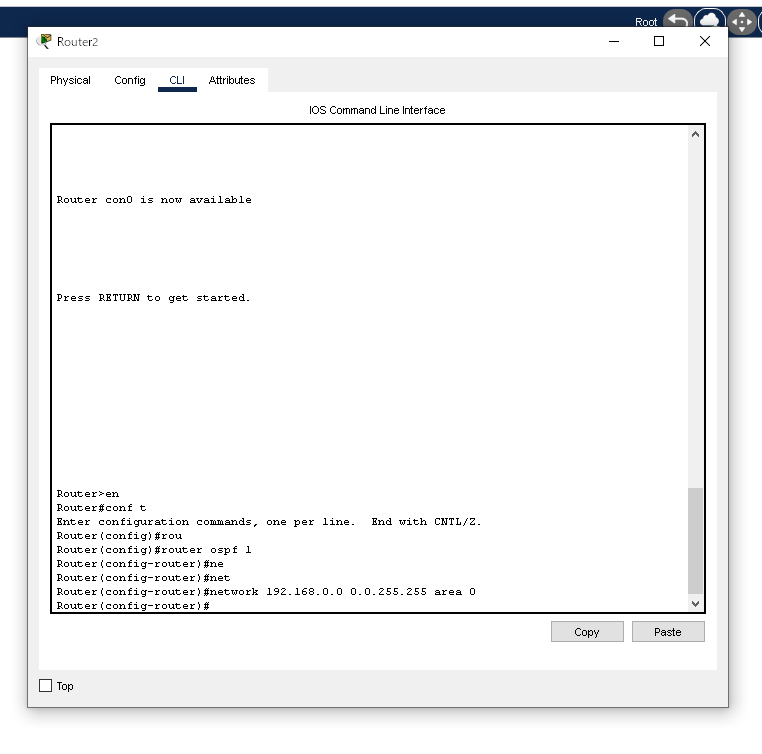 Root
Router2
Physical Config CLI Attributes
IOS Command Line Interface
Router con0 is now available
Press RETURN to get started.
Router>en
Router#conf t
Enter configuration commands, one per line.  End with CNTL/Z.
Router(config)#rou
Router(config)#router ospf 1
Router(config-router)#ne
Router(config-router)#net
Router(config-router)#network 192.168.0.0 0.0.255.255 area 0
Router(config-router)#
Copy Paste
Top